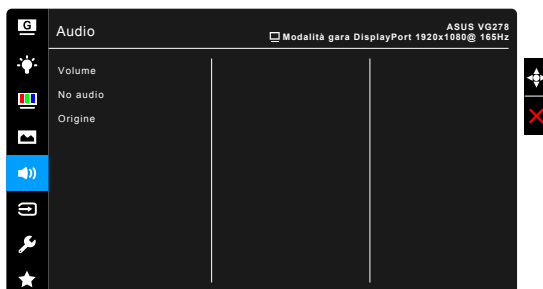 G
Audio
ASUS VG278
Modalità gara DisplayPort 1920x1080@ 165Hz
Volume
No audio
Origine